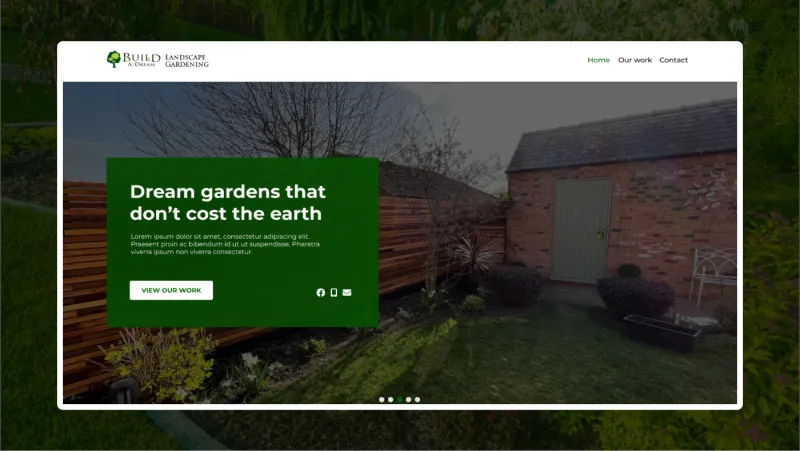 BUILD
A-DREAM
LANDSCAPE
GARDENING
Home Our work Contact
Dream gardens that
don't cost the earth
Lorem ipsum dolor sit amet, consectetur adipiscing elit.
Praesent proin ac bibendum id ut ut suspendisse. Pharetra
viverra ipsum non viverra consectetur.
VIEW OUR WORK